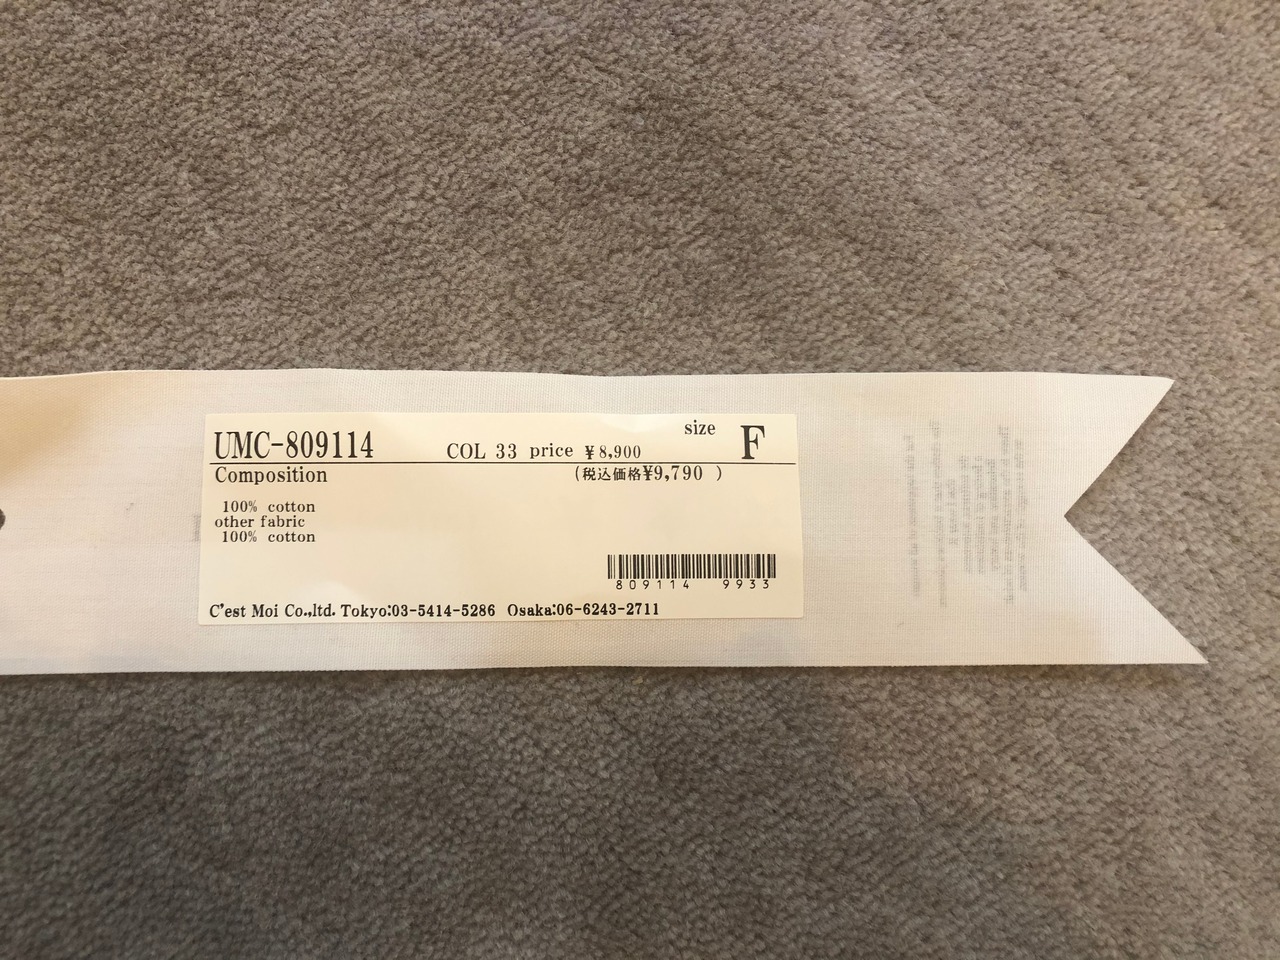 size
UMC-809114 COL 33 price ¥8,900 F
Composition (税込価格¥9,790 )
100% cotton
other fabric
100% cotton
809114 9933
C'est Moi Co.,ltd. Tokyo:03-5414-5286 Osaka:06-6243-2711